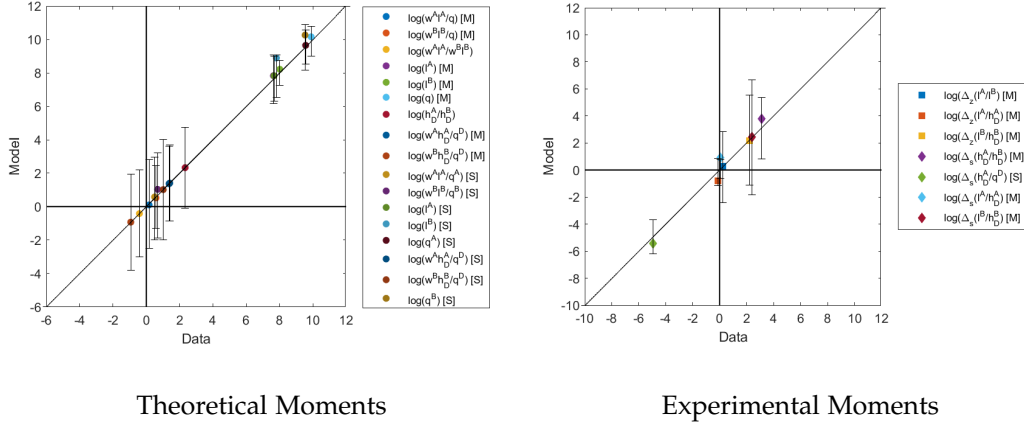 12
10
8
6
4
2
0
-2
-4
-6
-6 -4 -2 0 2 4 6 8 10 12
Model
Data
log(w^A l^A/q) [M]
log(w^B l^B/q) [M]
log(w^A l^A/w^B l^B)
log(l^A) [M]
log(l^B) [M]
log(q) [M]
log(h_D^A/h_D^B)
log(w^A h_D^A/q^D) [M]
log(w^B h_D^B/q^D) [M]
log(w^A l^A/q^A) [S]
log(w^B l^B/q^B) [S]
log(l^A) [S]
log(l^B) [S]
log(q^A) [S]
log(w^A h_D^A/q^D) [S]
log(w^B h_D^B/q^D) [S]
log(q^B) [S]
Theoretical Moments
12
10
8
6
4
2
0
-2
-4
-6
-8
-10
-10 -8 -6 -4 -2 0 2 4 6 8 10 12
Model
Data
log(Δ_z(l^A/l^B) [M]
log(Δ_z(l^A/h_D^A) [M]
log(Δ_z(l^B/h_D^B) [M]
log(Δ_s(h_D^A/h_D^B) [M]
log(Δ_s(h_D^A/q^D) [S]
log(Δ_s(l^A/h_D^A) [M]
log(Δ_s(l^B/h_D^B) [M]
Experimental Moments